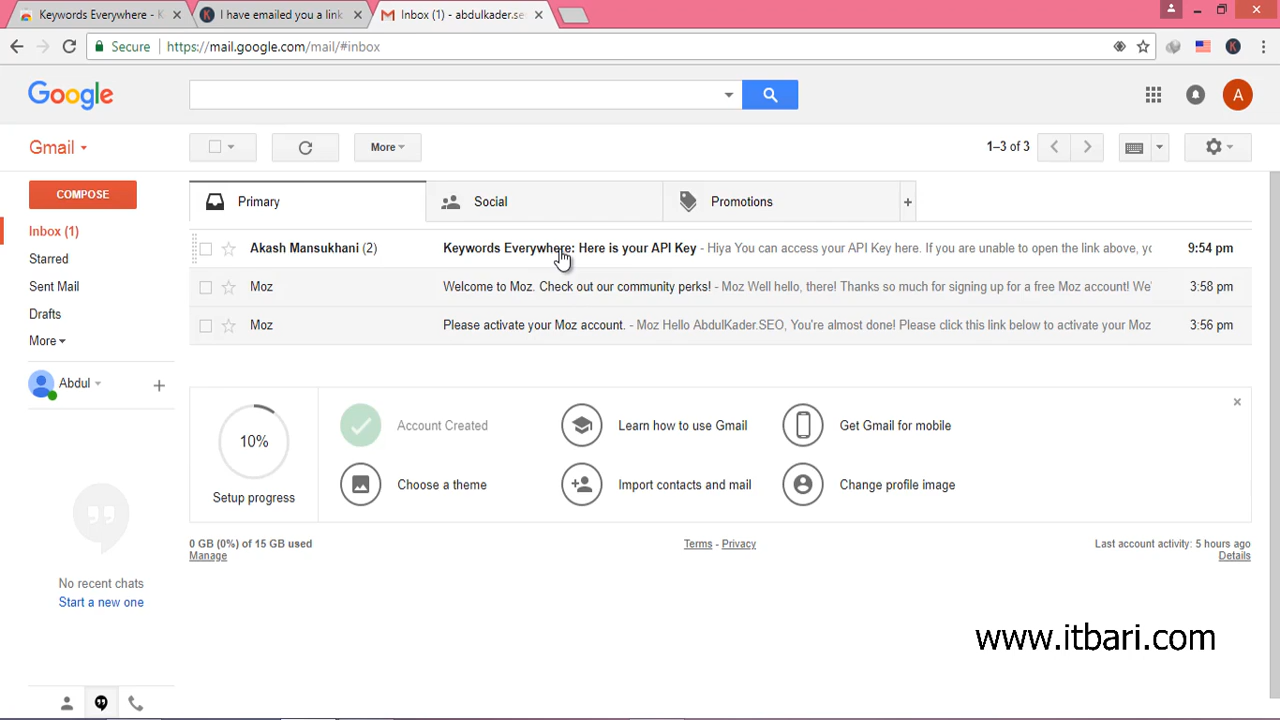 Keywords Everywhere - K
I have emailed you a link
Inbox (1) - abdulkader.se
Secure https://mail.google.com/mail/#inbox
Google
A
Gmail
More
1–3 of 3
COMPOSE
Primary
Social
Promotions
+
Inbox (1)
Starred
Sent Mail
Drafts
More
Abdul
+
Akash Mansukhani (2) Keywords Everywhere: Here is your API Key - Hiya You can access your API Key here. If you are unable to open the link above, yc 9:54 pm
Moz Welcome to Moz. Check out our community perks! - Moz Well hello, there! Thanks so much for signing up for a free Moz account! We' 3:58 pm
Moz Please activate your Moz account. - Moz Hello AbdulKader.SEO, You're almost done! Please click this link below to activate your Moz 3:56 pm
10%
Setup progress
Account Created
Learn how to use Gmail
Get Gmail for mobile
Choose a theme
Import contacts and mail
Change profile image
0 GB (0%) of 15 GB used
Manage
Terms - Privacy
Last account activity: 5 hours ago
Details
No recent chats
Start a new one
www.itbari.com